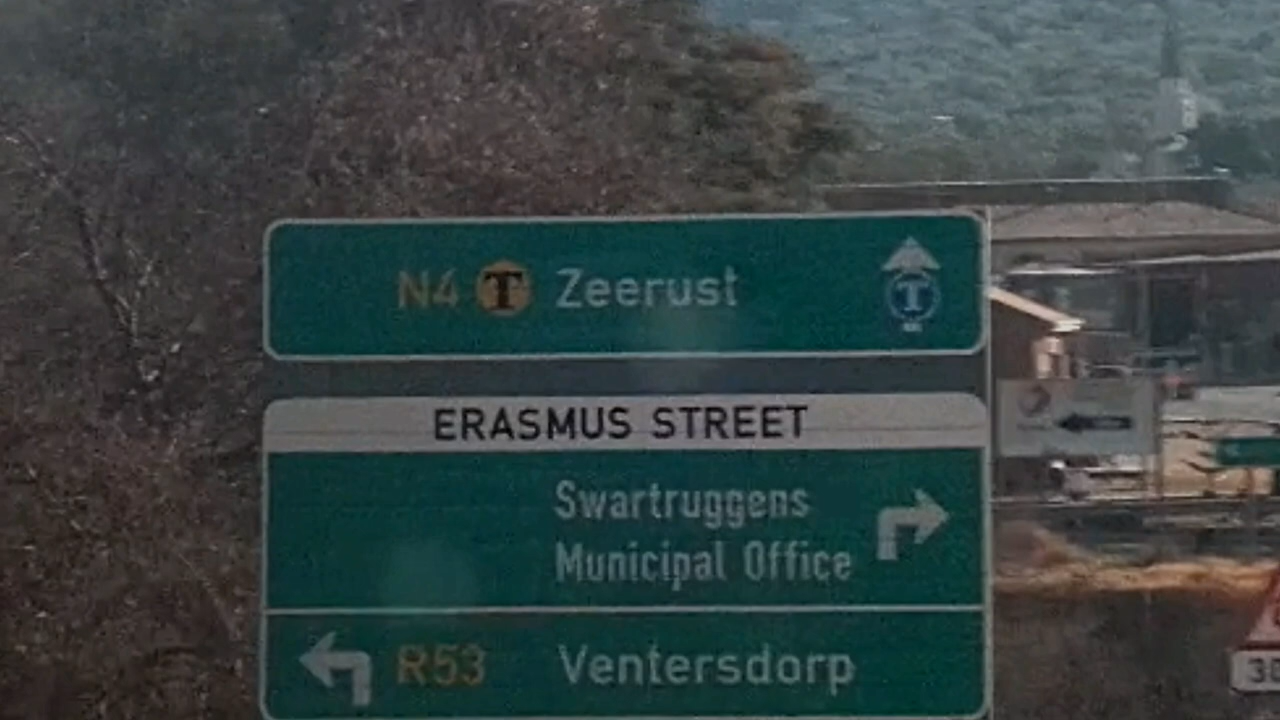 N4 T Zeerust T
ERASMUS STREET
Swartruggens
Municipal Office
R53 Ventersdorp